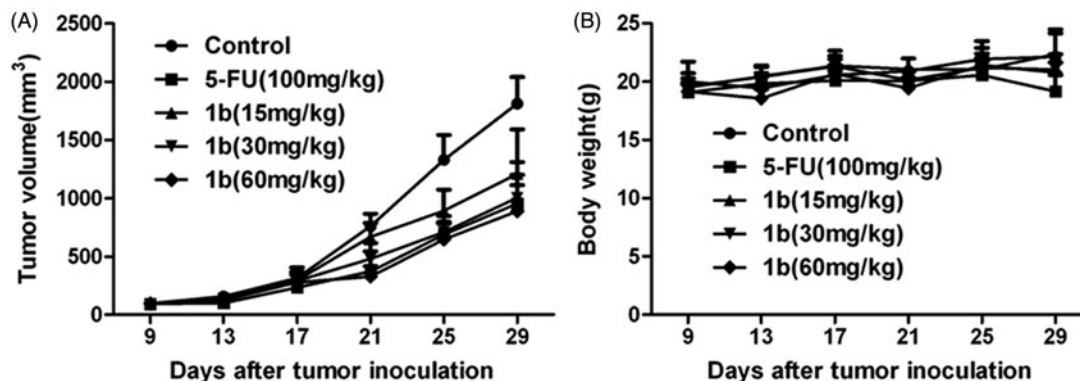 (A)
Tumor volume(mm³)
2500
2000
1500
1000
500
0
Control
5-FU(100mg/kg)
1b(15mg/kg)
1b(30mg/kg)
1b(60mg/kg)
9 13 17 21 25 29
Days after tumor inoculation
(B)
Body weight(g)
25
20
15
10
5
0
Control
5-FU(100mg/kg)
1b(15mg/kg)
1b(30mg/kg)
1b(60mg/kg)
9 13 17 21 25 29
Days after tumor inoculation